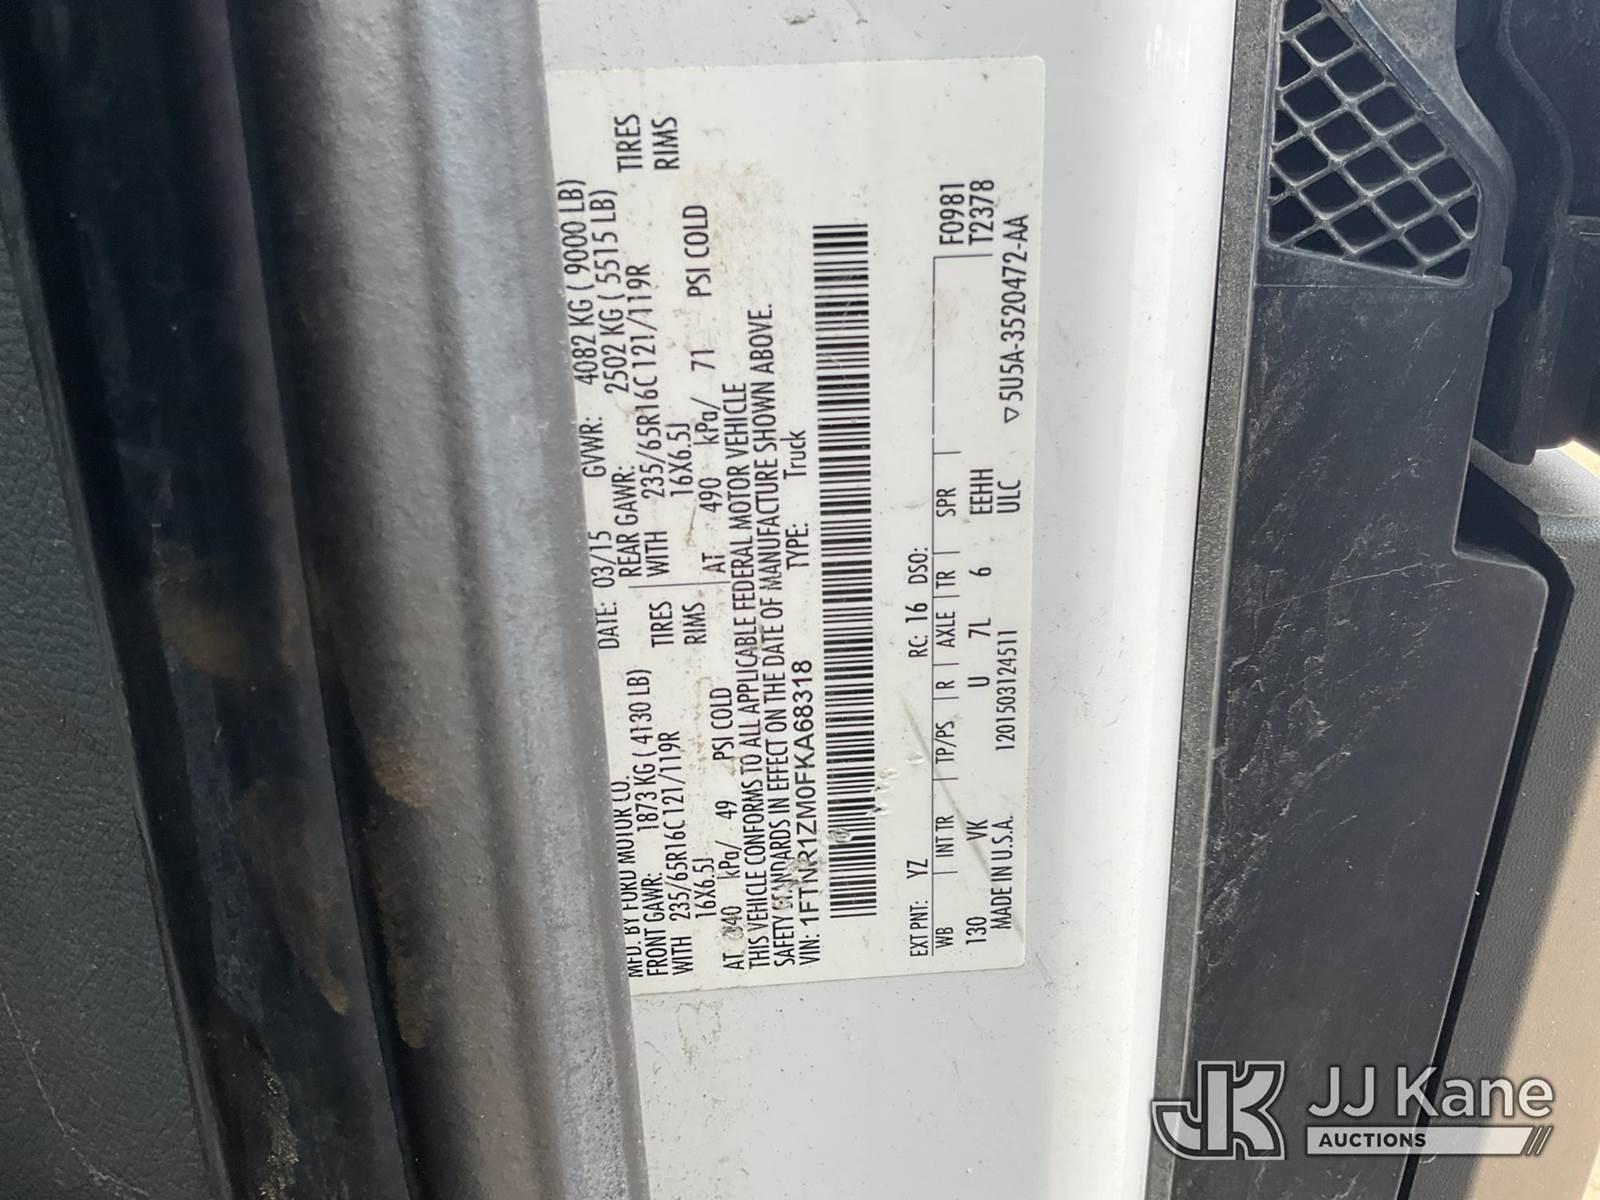 MFD. BY FORD MOTOR CO.
DATE: 03/15 GVWR: 4082 KG ( 9000 LB)
FRONT GAWR: 1873 KG ( 4130 LB) REAR GAWR: 2502 KG ( 5515 LB)
WITH 235/65R16C 121/119R TIRES WITH 235/65R16C 121/119R TIRES
16X6.5J RIMS 16X6.5J RIMS
AT 340 kPa/ 49 PSI COLD AT 490 kPa/ 71 PSI COLD
THIS VEHICLE CONFORMS TO ALL APPLICABLE FEDERAL MOTOR VEHICLE
SAFETY STANDARDS IN EFFECT ON THE DATE OF MANUFACTURE SHOWN ABOVE.
VIN: 1FTNR1ZM0FKA68318 TYPE: Truck
EXT PNT: YZ RC: 16 DSO: F0981
WB INT TR TP/PS R AXLE TR SPR T2378
130 VK U 7L 6 EEHH
MADE IN U.S.A. 1201503124511 ULC ▽5U5A-3520472-AA
JK JJ Kane
AUCTIONS